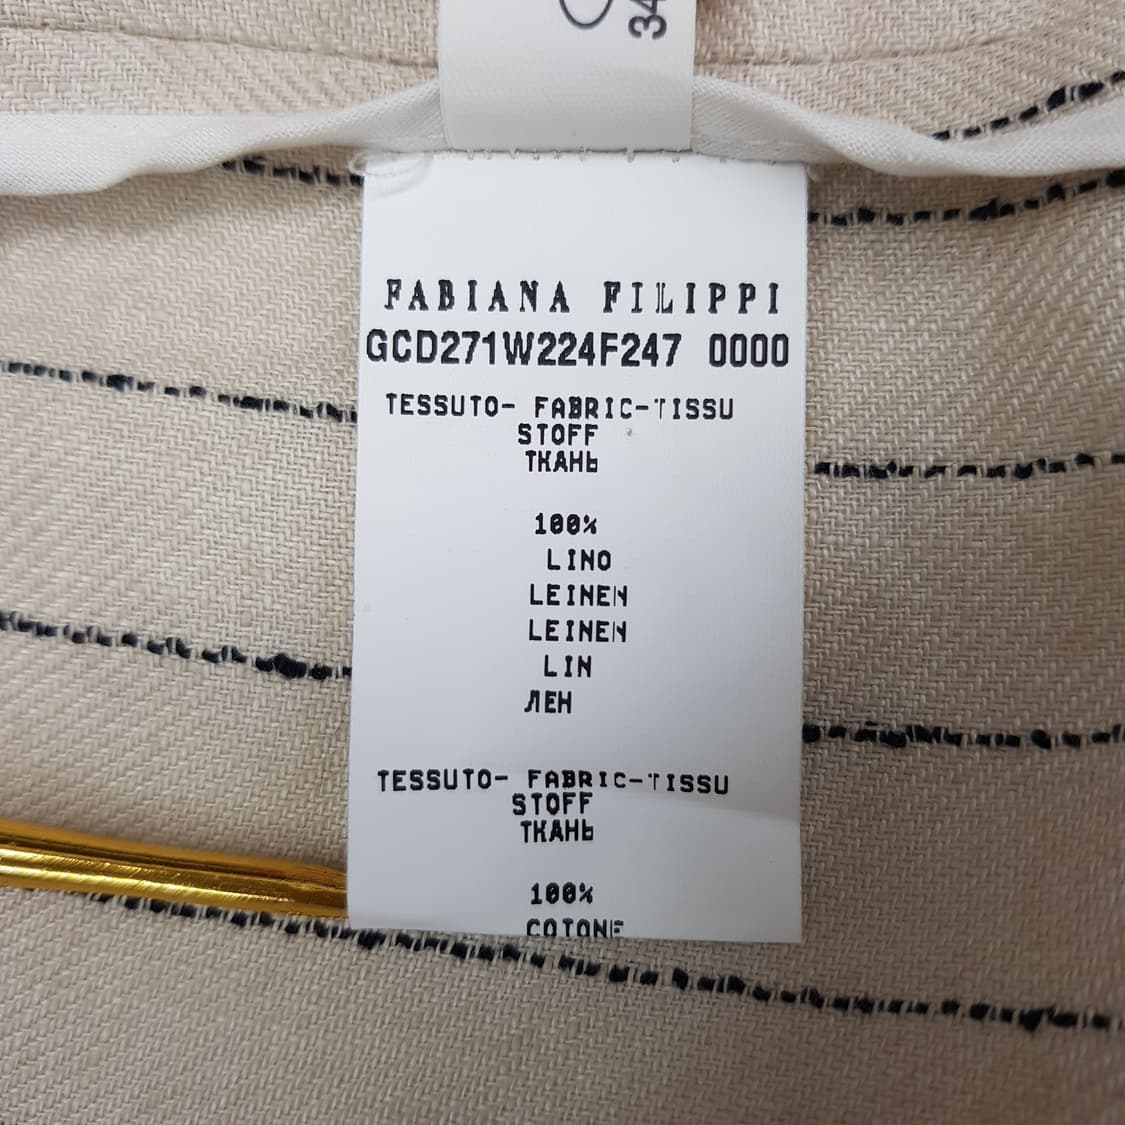 34
FABIANA FILIPPI
GCD271W224F247 0000
TESSUTO- FABRIC-TISSU
STOFF
ТКАНЬ
100%
LINO
LEINEN
LEINEN
LIN
ЛЕН
TESSUTO- FABRIC-TISSU
STOFF
ТКАНЬ
100%
COTONE